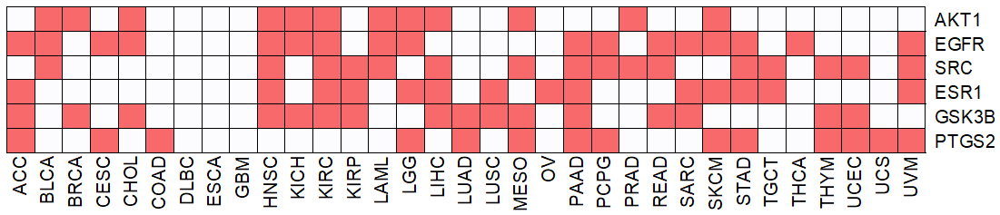 AKT1
EGFR
SRC
ESR1
GSK3B
PTGS2
ACC
BLCA
BRCA
CESC
CHOL
COAD
DLBC
ESCA
GBM
HNSC
KICH
KIRC
KIRP
LAML
LGG
LIHC
LUAD
LUSC
MESO
OV
PAAD
PCPG
PRAD
READ
SARC
SKCM
STAD
TGCT
THCA
THYM
UCEC
UCS
UVM